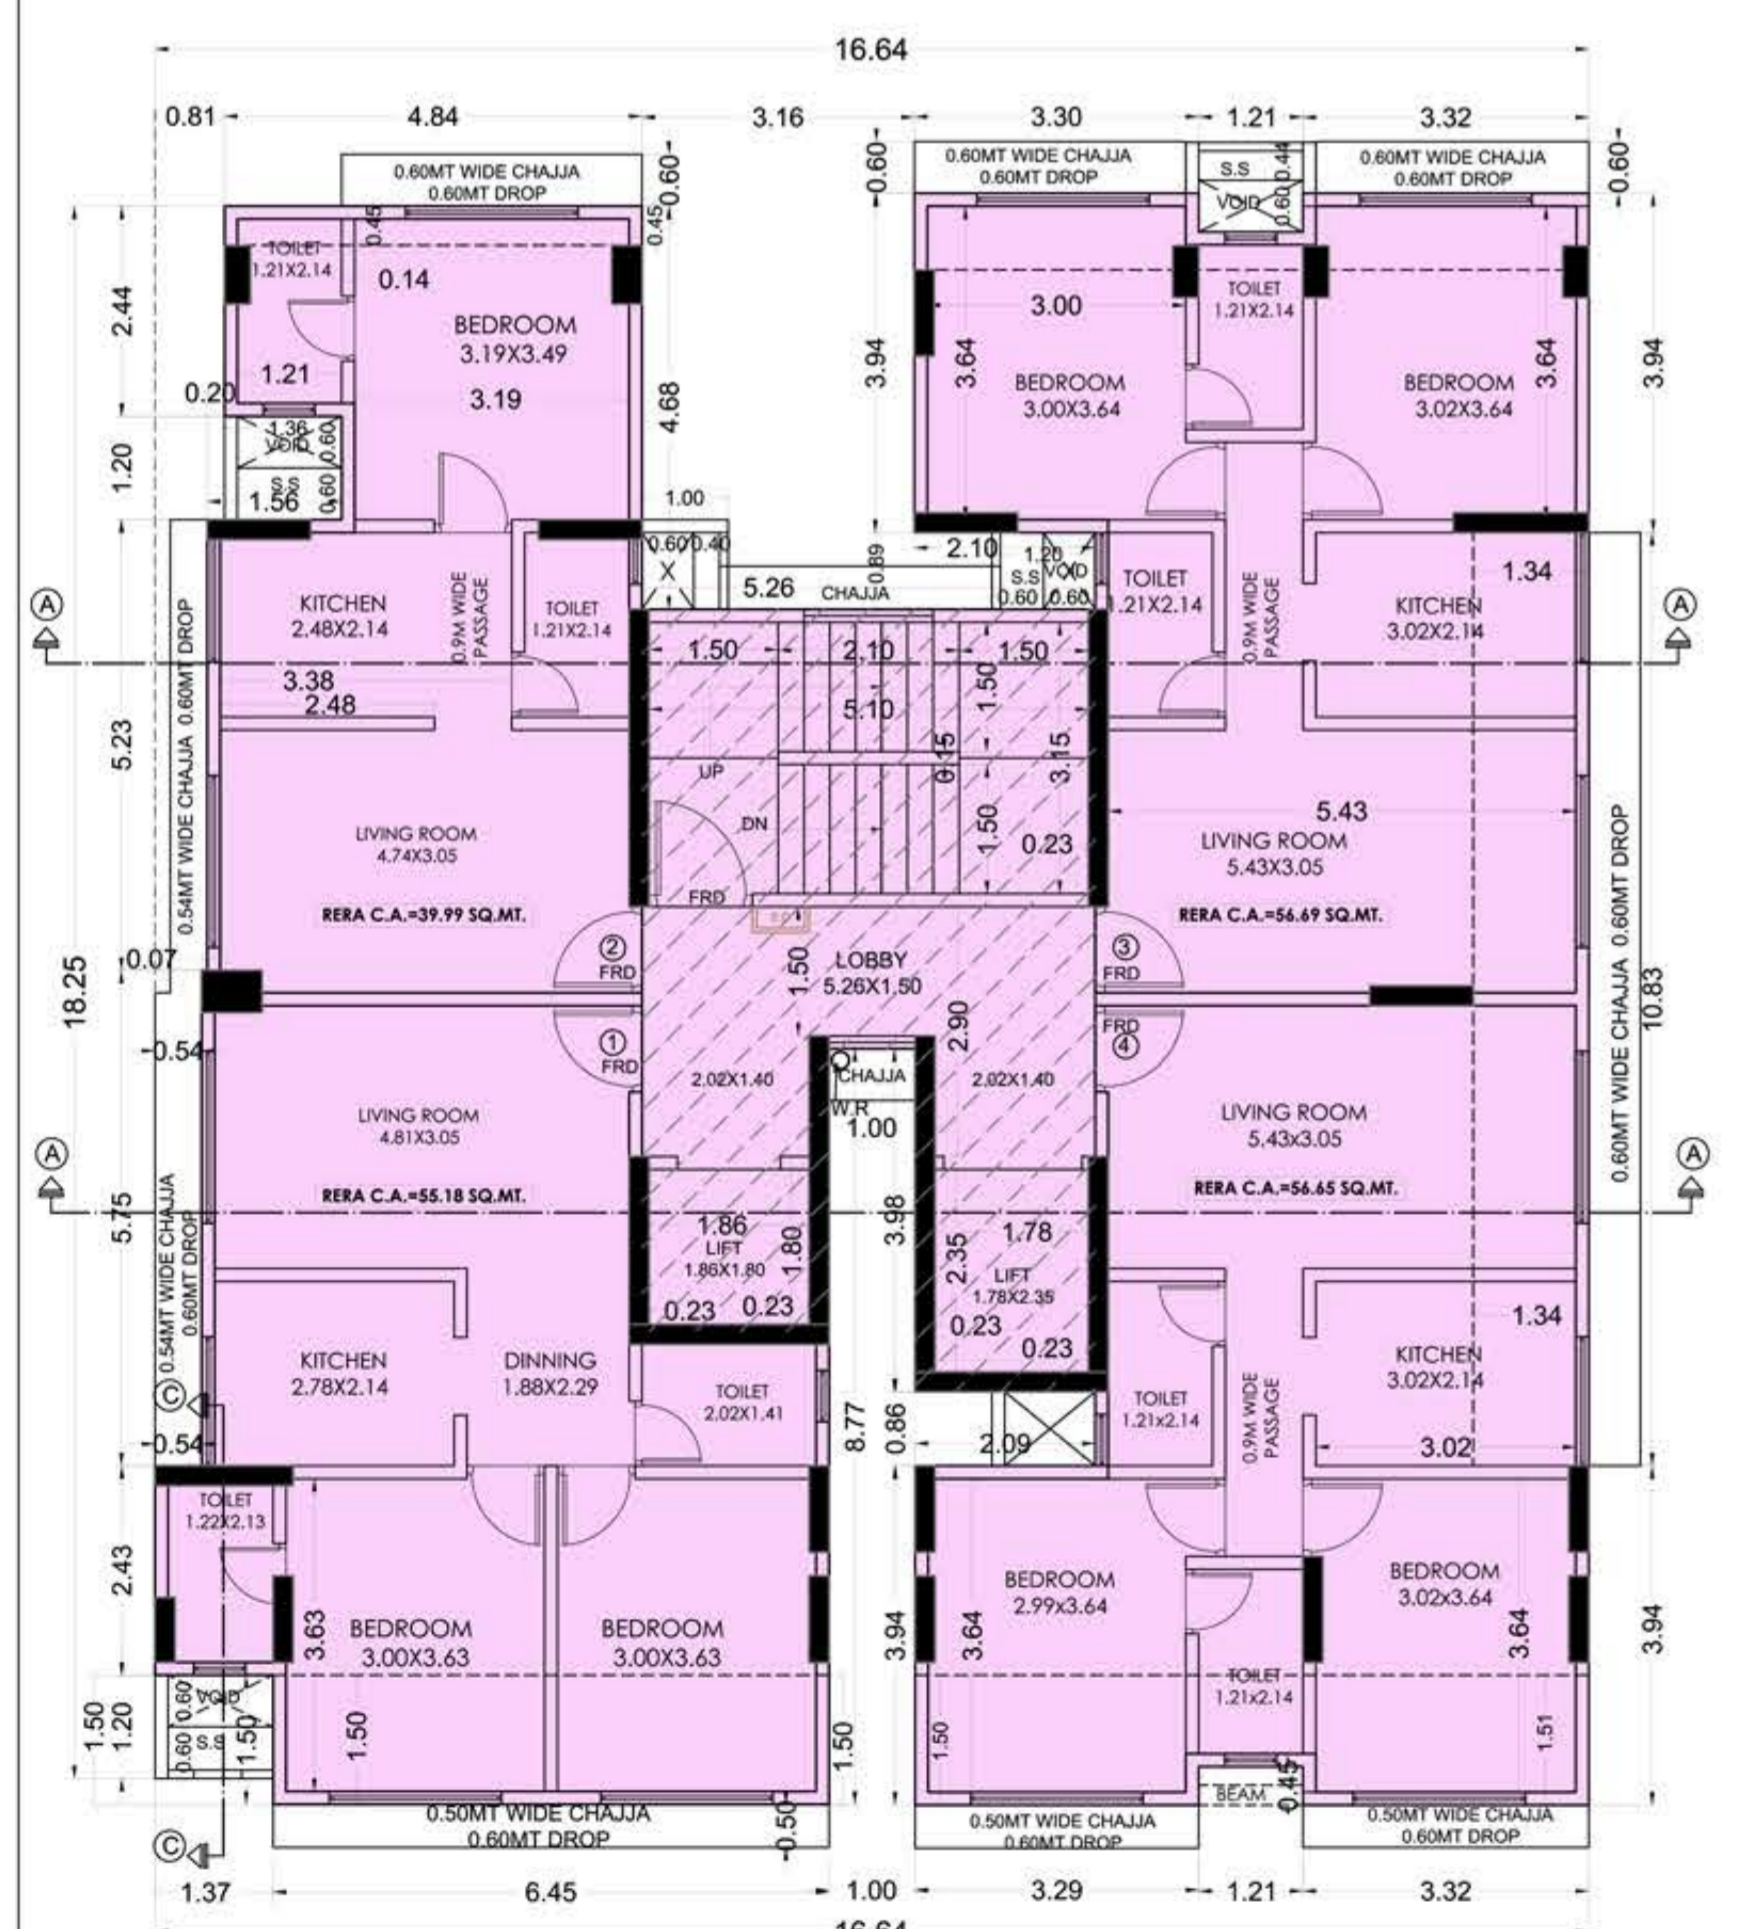 16.64
0.81
4.84
3.16
3.30
1.21
3.32
0.60MT WIDE CHAJJA
0.60MT DROP
0.60
0.45
0.45
TOILET
1.21X2.14
0.14
BEDROOM
3.19X3.49
3.19
1.21
0.20
2.44
1.20
4.68
1.36
VOID
0.60
S.S
1.56
0.60
0.60
0.60MT WIDE CHAJJA
0.60MT DROP
S.S
0.44
VOID
0.60
0.60MT WIDE CHAJJA
0.60MT DROP
0.60
3.94
3.00
3.64
BEDROOM
3.00X3.64
TOILET
1.21X2.14
BEDROOM
3.02X3.64
3.64
3.94
1.00
0.60
0.40
X
5.26
CHAJJA
0.89
2.10
1.20
S.S
VOID
0.60
0.60
A
A
0.54MT WIDE CHAJJA 0.60MT DROP
KITCHEN
2.48X2.14
0.9M WIDE
PASSAGE
TOILET
1.21X2.14
3.38
2.48
5.23
1.50
2.10
1.50
1.50
5.10
0.15
3.15
UP
DN
1.50
0.23
FRD
TOILET
1.21X2.14
0.9M WIDE
PASSAGE
KITCHEN
3.02X2.14
1.34
LIVING ROOM
4.74X3.05
RERA C.A.=39.99 SQ.MT.
2
FRD
5.43
LIVING ROOM
5.43X3.05
RERA C.A.=56.69 SQ.MT.
3
FRD
0.60MT WIDE CHAJJA 0.60MT DROP
10.83
18.25
0.07
LOBBY
5.26X1.50
1.50
2.90
0.54
1
FRD
FRD
4
2.02X1.40
CHAJJA
W.R
1.00
2.02X1.40
LIVING ROOM
4.81X3.05
RERA C.A.=55.18 SQ.MT.
LIVING ROOM
5.43x3.05
RERA C.A.=56.65 SQ.MT.
A
A
5.75
0.54MT WIDE CHAJJA
0.60MT DROP
1.86
LIFT
1.86X1.80
1.80
0.23
0.23
3.98
1.78
2.35
LIFT
1.78X2.35
0.23
0.23
1.34
KITCHEN
2.78X2.14
DINNING
1.88X2.29
TOILET
2.02X1.41
8.77
0.86
2.09
TOILET
1.21x2.14
0.9M WIDE
PASSAGE
KITCHEN
3.02X2.14
3.02
C
0.54
TOILET
1.22X2.13
2.43
3.63
BEDROOM
3.00X3.63
BEDROOM
3.00X3.63
3.94
3.64
BEDROOM
2.99x3.64
BEDROOM
3.02x3.64
3.64
3.94
TOILET
1.21x2.14
1.50
1.20
0.60
VOID
0.60
S.S
1.50
1.50
1.50
1.50
1.51
BEAM
0.45
0.50MT WIDE CHAJJA
0.60MT DROP
0.50
0.50MT WIDE CHAJJA
0.60MT DROP
0.50MT WIDE CHAJJA
0.60MT DROP
C
1.37
6.45
1.00
3.29
1.21
3.32
16.64